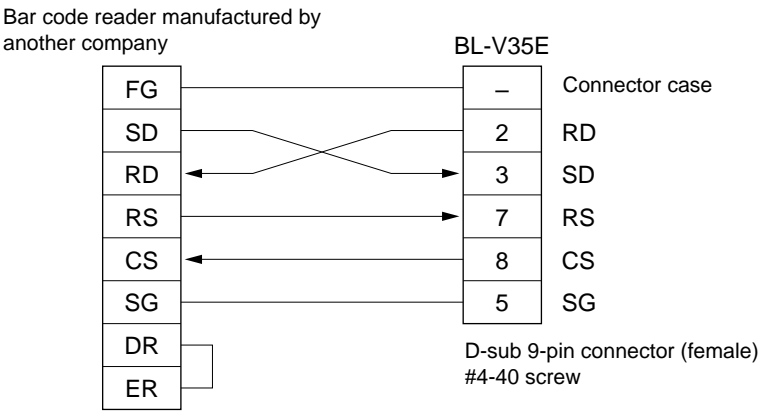 Bar code reader manufactured by
another company
BL-V35E
FG – Connector case
SD 2 RD
RD 3 SD
RS 7 RS
CS 8 CS
SG 5 SG
DR
ER
D-sub 9-pin connector (female)
#4-40 screw